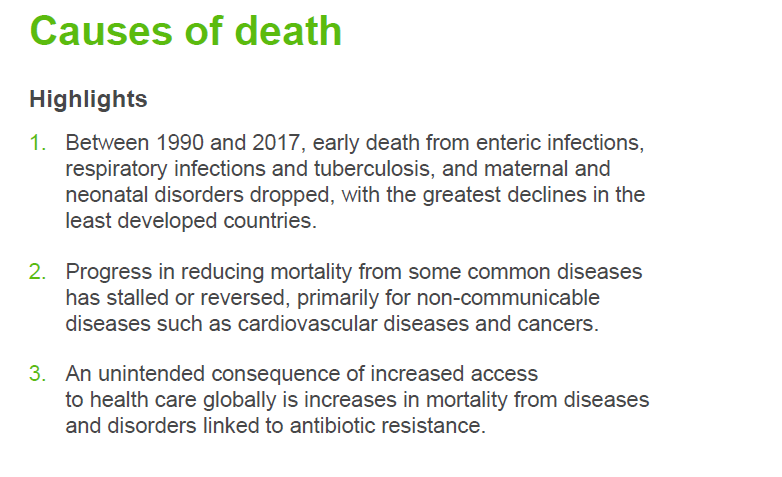 Causes of death
Highlights
1. Between 1990 and 2017, early death from enteric infections,
respiratory infections and tuberculosis, and maternal and
neonatal disorders dropped, with the greatest declines in the
least developed countries.
2. Progress in reducing mortality from some common diseases
has stalled or reversed, primarily for non-communicable
diseases such as cardiovascular diseases and cancers.
3. An unintended consequence of increased access
to health care globally is increases in mortality from diseases
and disorders linked to antibiotic resistance.